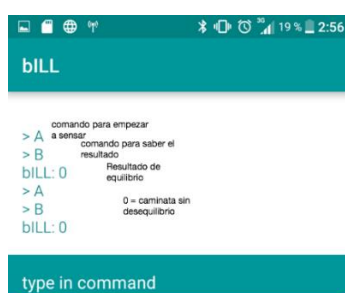 3G 19 % 2:56
bILL
comando para empezar
> A a sensar
comando para saber el
> B resultado
bILL: 0 Resultado de
equilibrio
> A
> B 0 = caminata sin
desequilibrio
bILL: 0
type in command